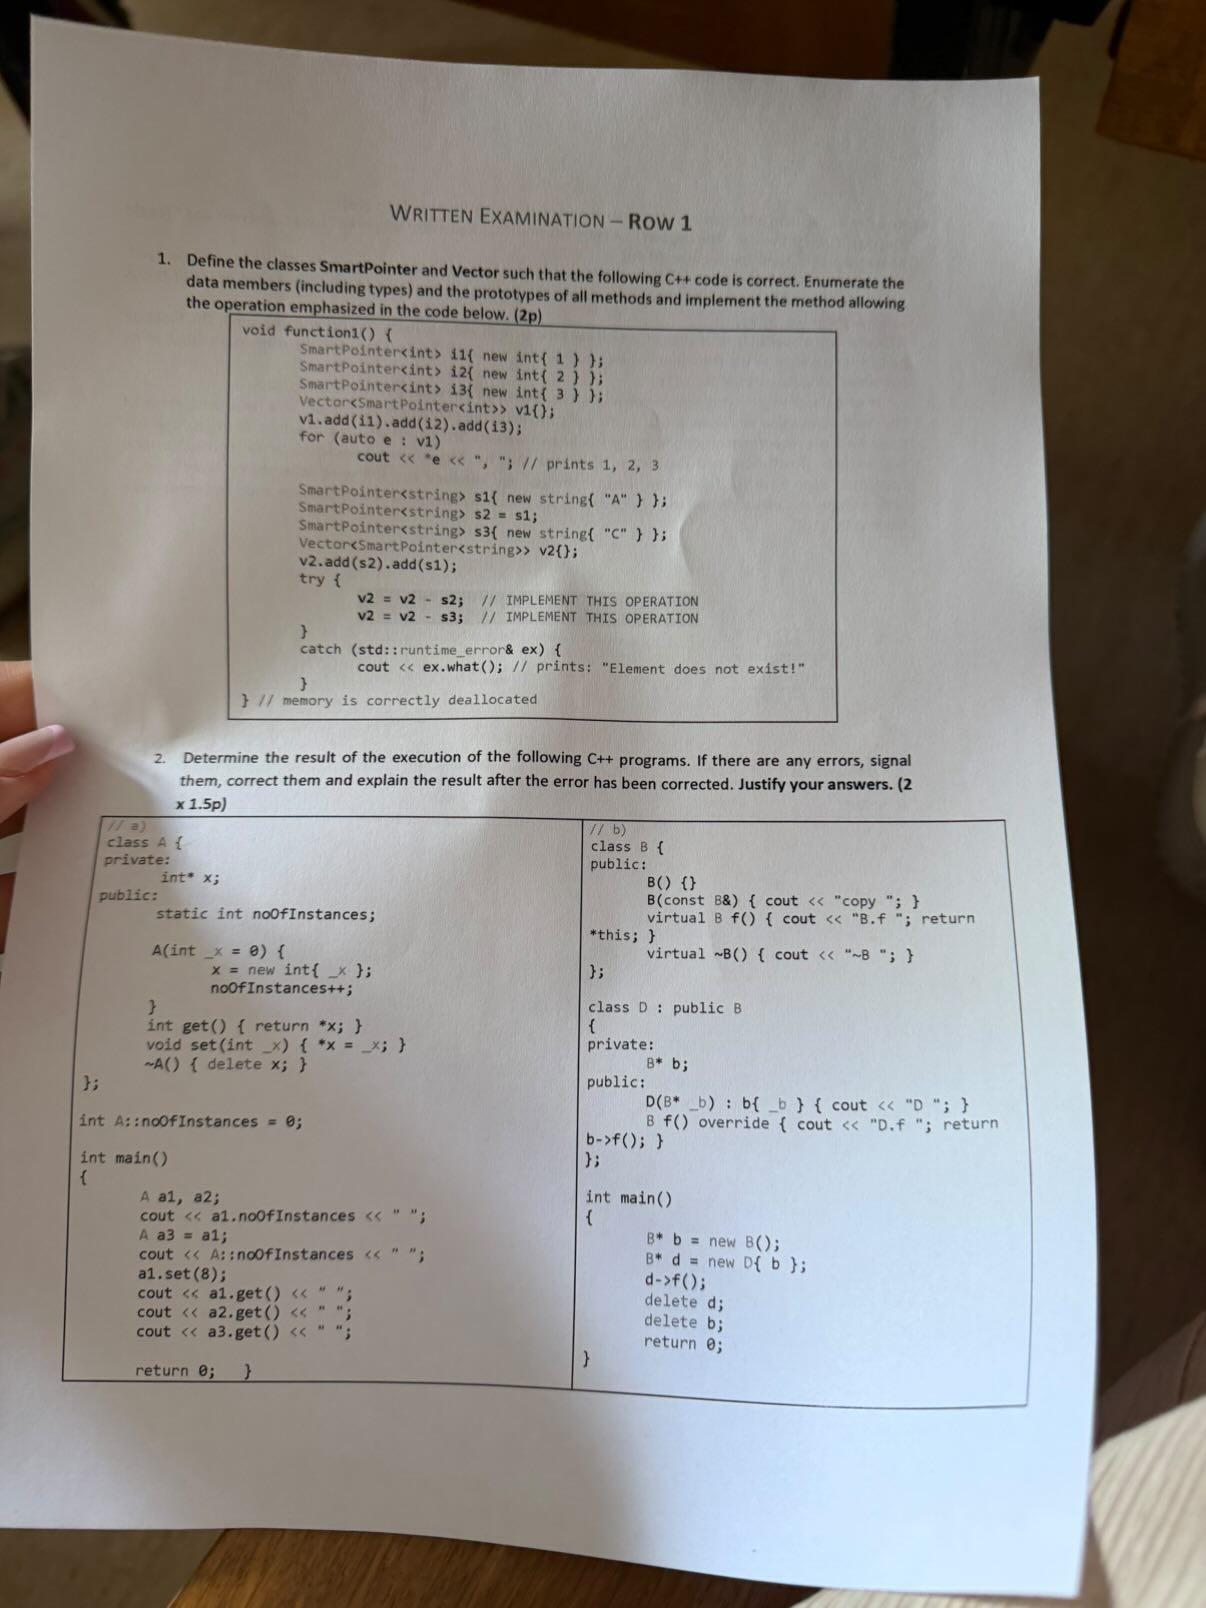 WRITTEN EXAMINATION – ROW 1
1. Define the classes SmartPointer and Vector such that the following C++ code is correct. Enumerate the
data members (including types) and the prototypes of all methods and implement the method allowing
the operation emphasized in the code below. (2p)
void function1() {
SmartPointer<int> i1{ new int{ 1 } };
SmartPointer<int> i2{ new int{ 2 } };
SmartPointer<int> i3{ new int{ 3 } };
Vector<SmartPointer<int>> v1{};
v1.add(i1).add(i2).add(i3);
for (auto e : v1)
cout << *e << ", "; // prints 1, 2, 3
SmartPointer<string> s1{ new string{ "A" } };
SmartPointer<string> s2 = s1;
SmartPointer<string> s3{ new string{ "C" } };
Vector<SmartPointer<string>> v2{};
v2.add(s2).add(s1);
try {
v2 = v2 - s2; // IMPLEMENT THIS OPERATION
v2 = v2 - s3; // IMPLEMENT THIS OPERATION
}
catch (std::runtime_error& ex) {
cout << ex.what(); // prints: "Element does not exist!"
}
} // memory is correctly deallocated
2. Determine the result of the execution of the following C++ programs. If there are any errors, signal
them, correct them and explain the result after the error has been corrected. Justify your answers. (2
x 1.5p)
// a)
class A {
private:
int* x;
public:
static int noOfInstances;
A(int _x = 0) {
x = new int{ _x };
noOfInstances++;
}
int get() { return *x; }
void set(int _x) { *x = _x; }
~A() { delete x; }
};
int A::noOfInstances = 0;
int main()
{
A a1, a2;
cout << a1.noOfInstances << " ";
A a3 = a1;
cout << A::noOfInstances << " ";
a1.set(8);
cout << a1.get() << " ";
cout << a2.get() << " ";
cout << a3.get() << " ";
return 0; }
// b)
class B {
public:
B() {}
B(const B&) { cout << "copy "; }
virtual B f() { cout << "B.f "; return
*this; }
virtual ~B() { cout << "~B "; }
};
class D : public B
{
private:
B* b;
public:
D(B* _b) : b{ _b } { cout << "D "; }
B f() override { cout << "D.f "; return
b->f(); }
};
int main()
{
B* b = new B();
B* d = new D{ b };
d->f();
delete d;
delete b;
return 0;
}